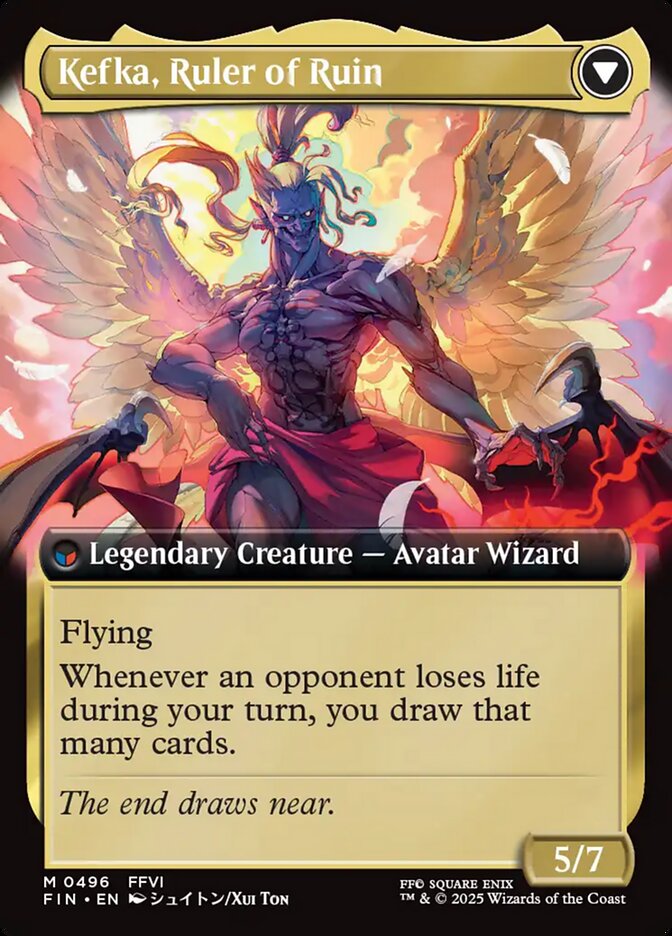 Kefka, Ruler of Ruin
Legendary Creature — Avatar Wizard
Flying
Whenever an opponent loses life
during your turn, you draw that
many cards.
The end draws near.
5/7
M 0496 FFVI
FIN • EN シュイトン/Xui Ton
FF© SQUARE ENIX
™ & © 2025 Wizards of the Coast